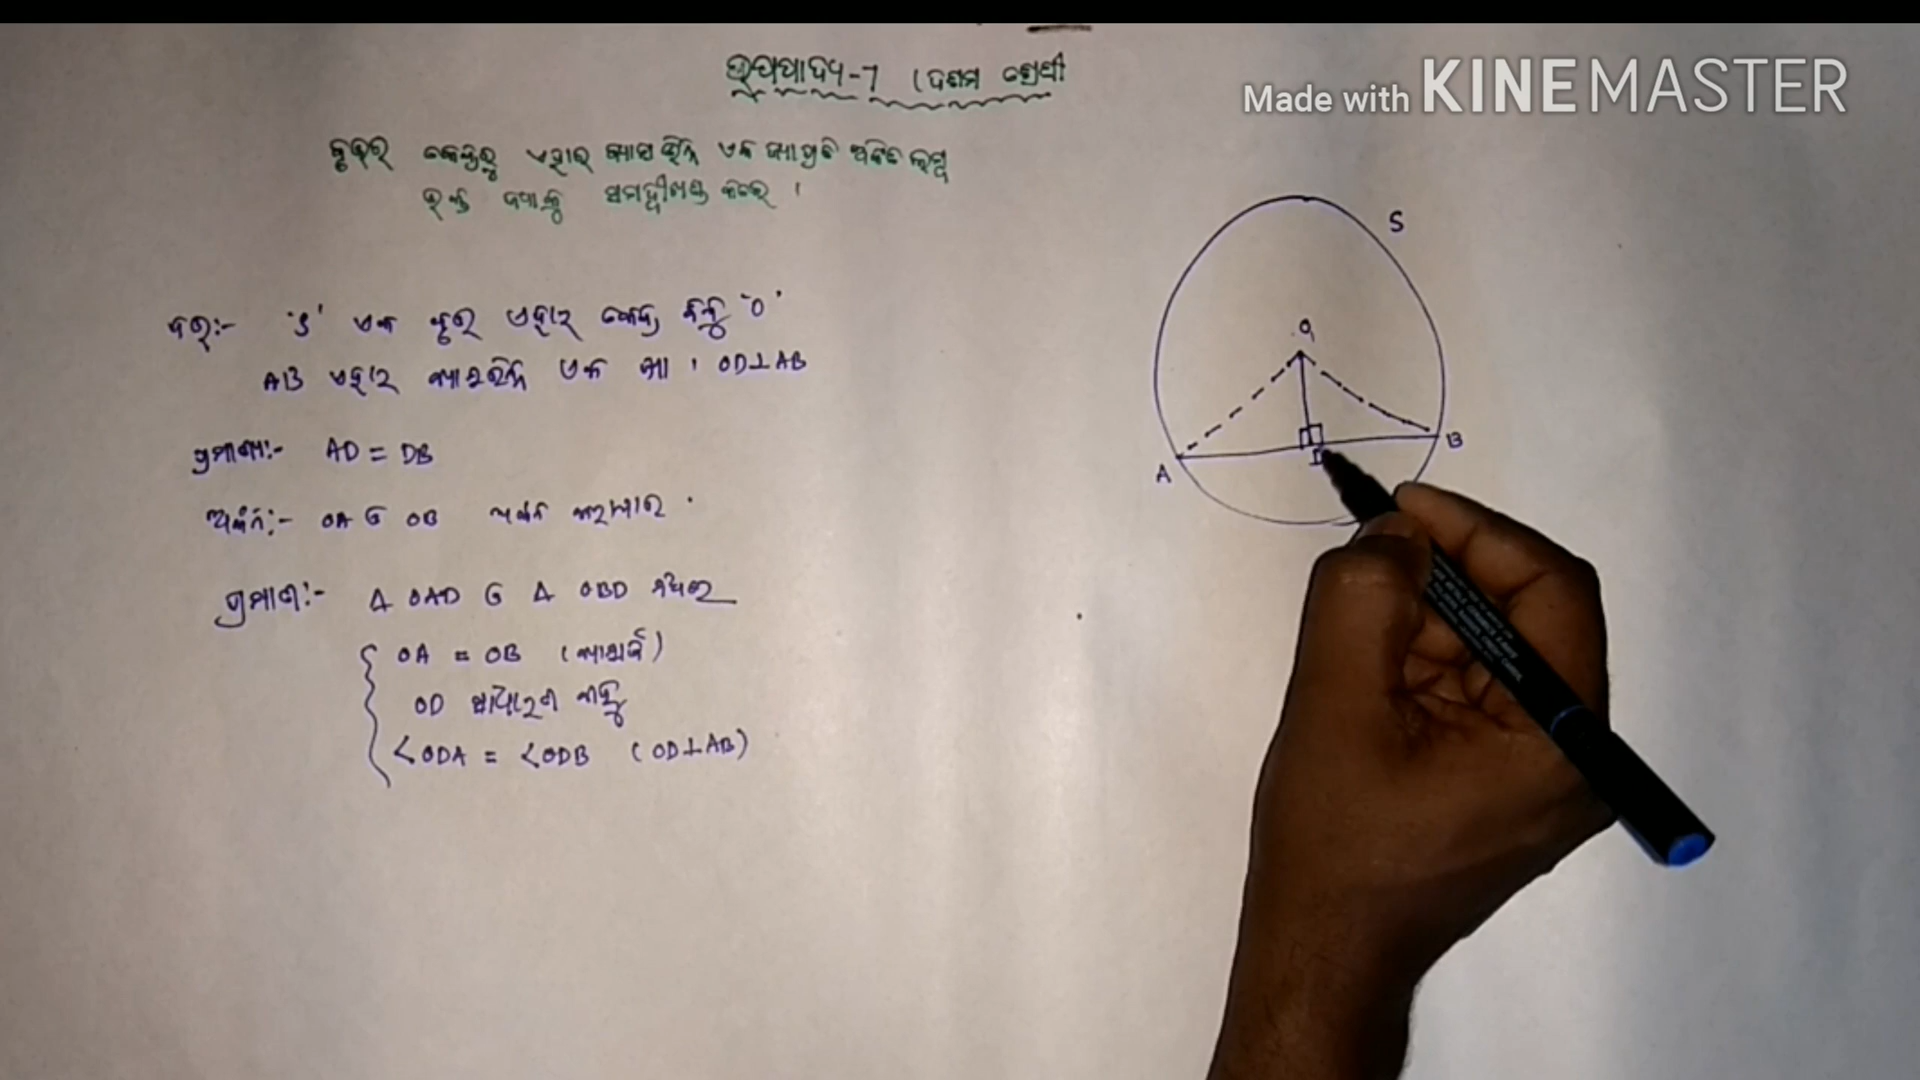 ଉପପାଦ୍ୟ-7 (ଦଶମ ଶ୍ରେଣୀ
Made with KINEMASTER
ବୃତ୍ତର କେନ୍ଦ୍ରରୁ ଏହାର ବ୍ୟାସ ଭିନ୍ନ ଏକ ଜ୍ୟା ପ୍ରତି ଅଙ୍କିତ ଲମ୍ବ
ଉକ୍ତ ଜ୍ୟାକୁ ସମଦ୍ବିଖଣ୍ଡ କରେ ।
S
ଦତ୍ତ:- 'S' ଏକ ବୃତ୍ତ ଏହାର କେନ୍ଦ୍ର ବିନ୍ଦୁ 'O'
AB ଏହାର ବ୍ୟାସଭିନ୍ନ ଏକ ଜ୍ୟା । OD⊥AB
O
A
B
D
ପ୍ରମାଣ୍ୟ:- AD = DB
ଅଙ୍କନ:- OA ଓ OB ଅଙ୍କନ କରାଯାଉ ।
ପ୍ରମାଣ:- Δ OAD ଓ Δ OBD ମଧ୍ୟରେ
OA = OB (ବ୍ୟାସାର୍ଦ୍ଧ)
OD ସାଧାରଣ ବାହୁ
<ODA = <ODB (OD⊥AB)